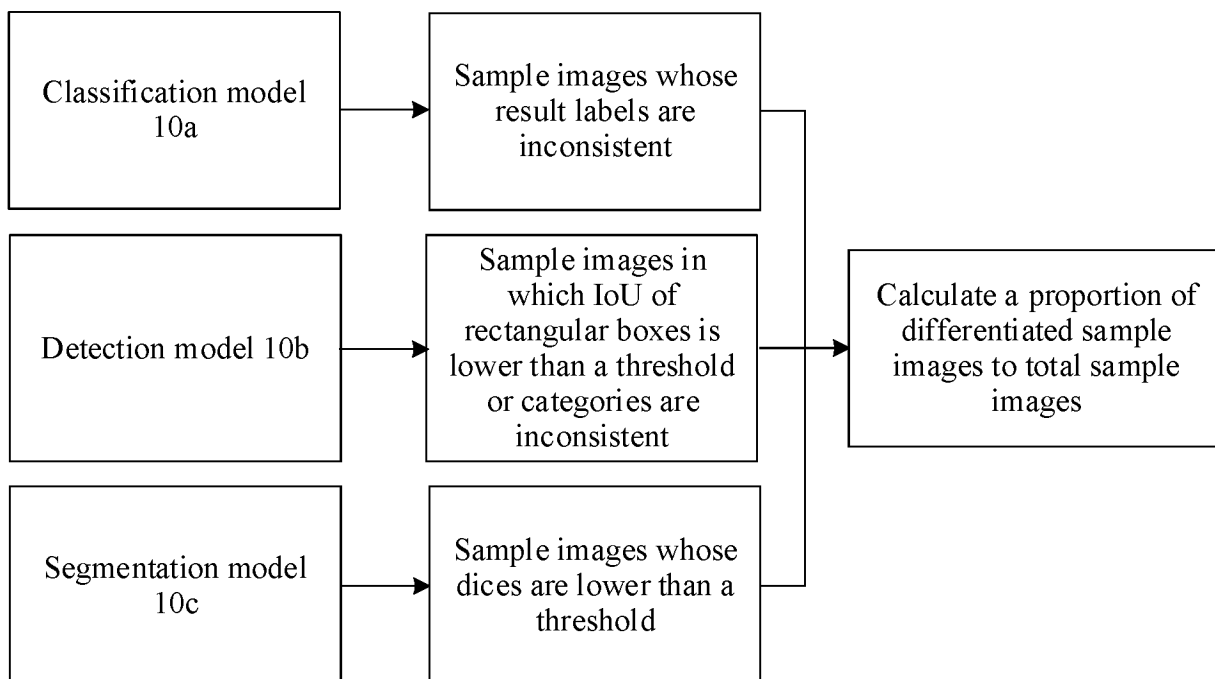 Classification model
10a
Sample images whose
result labels are
inconsistent
Detection model 10b
Sample images in
which IoU of
rectangular boxes is
lower than a threshold
or categories are
inconsistent
Calculate a proportion of
differentiated sample
images to total sample
images
Segmentation model
10c
Sample images whose
dices are lower than a
threshold